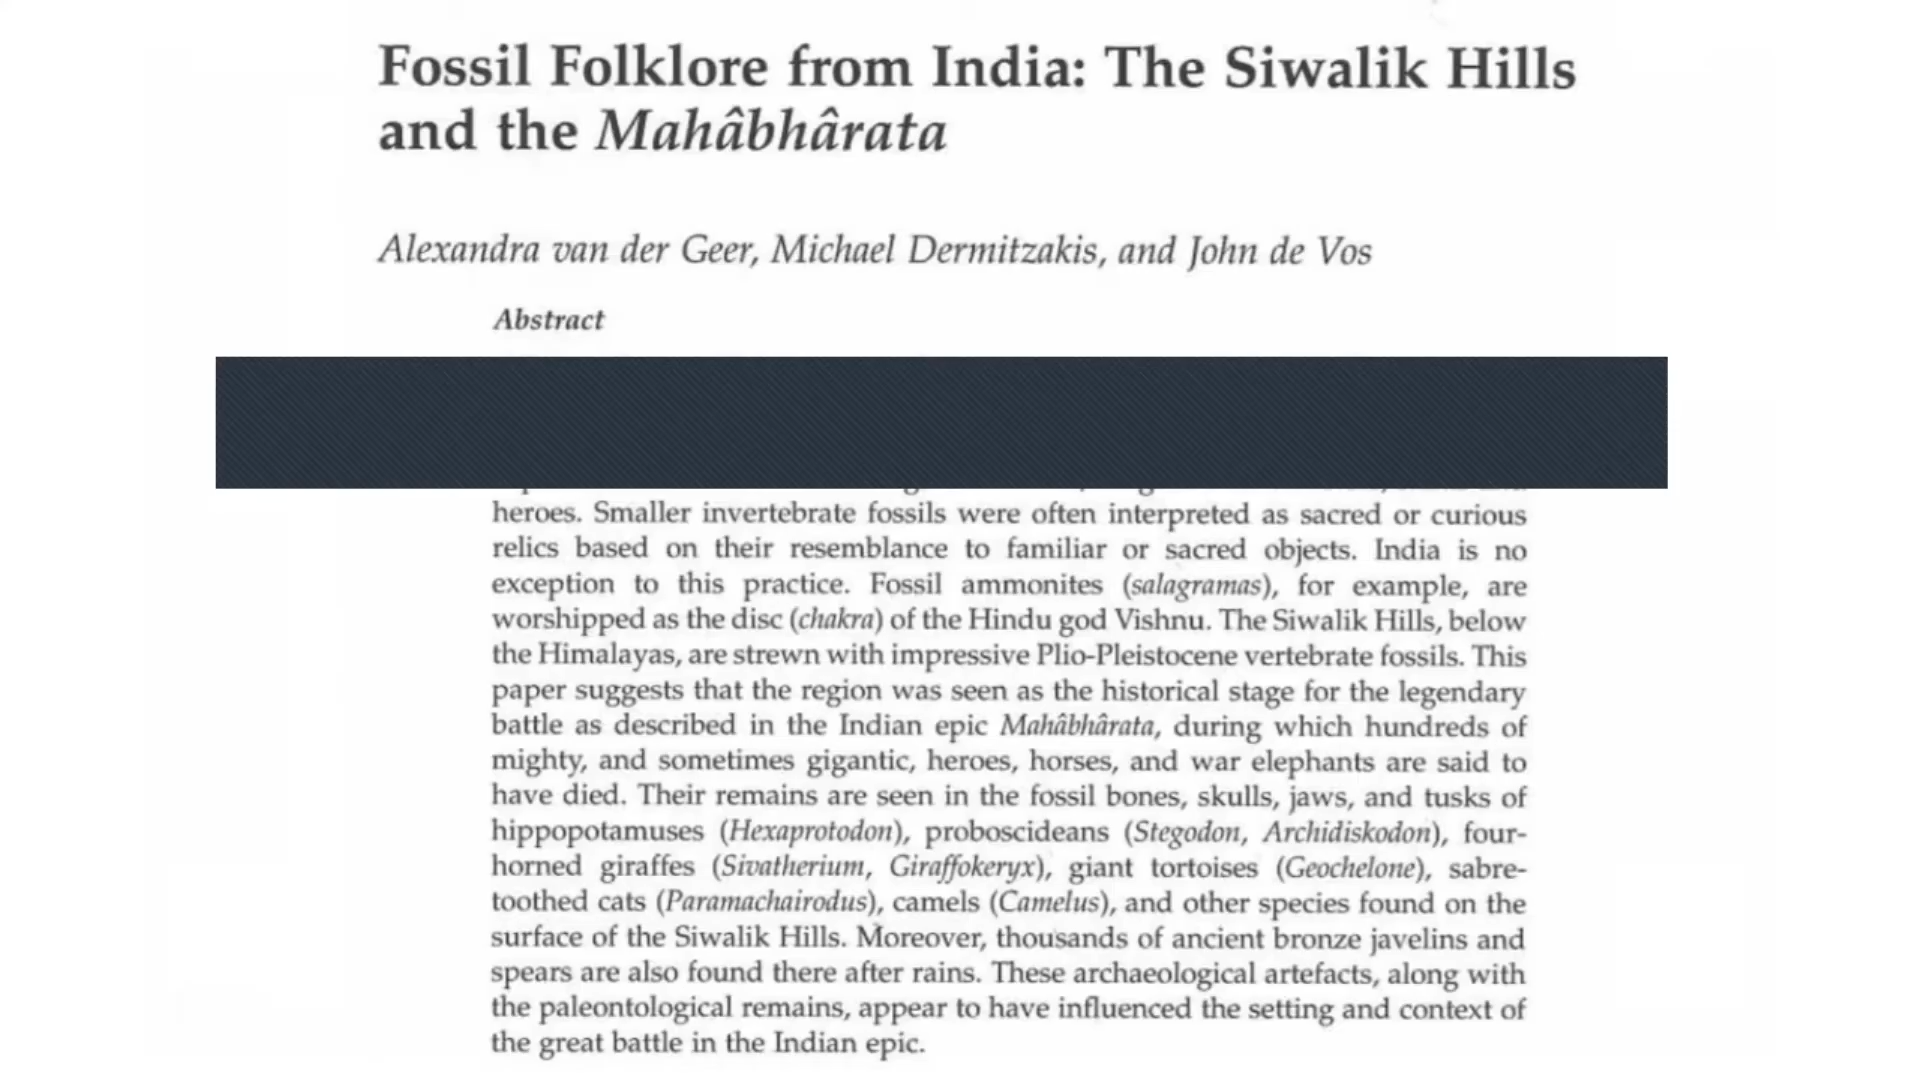 Fossil Folklore from India: The Siwalik Hills
and the Mahâbhârata
Alexandra van der Geer, Michael Dermitzakis, and John de Vos
Abstract
heroes. Smaller invertebrate fossils were often interpreted as sacred or curious
relics based on their resemblance to familiar or sacred objects. India is no
exception to this practice. Fossil ammonites (salagramas), for example, are
worshipped as the disc (chakra) of the Hindu god Vishnu. The Siwalik Hills, below
the Himalayas, are strewn with impressive Plio-Pleistocene vertebrate fossils. This
paper suggests that the region was seen as the historical stage for the legendary
battle as described in the Indian epic Mahâbhârata, during which hundreds of
mighty, and sometimes gigantic, heroes, horses, and war elephants are said to
have died. Their remains are seen in the fossil bones, skulls, jaws, and tusks of
hippopotamuses (Hexaprotodon), proboscideans (Stegodon, Archidiskodon), four-
horned giraffes (Sivatherium, Giraffokeryx), giant tortoises (Geochelone), sabre-
toothed cats (Paramachairodus), camels (Camelus), and other species found on the
surface of the Siwalik Hills. Moreover, thousands of ancient bronze javelins and
spears are also found there after rains. These archaeological artefacts, along with
the paleontological remains, appear to have influenced the setting and context of
the great battle in the Indian epic.